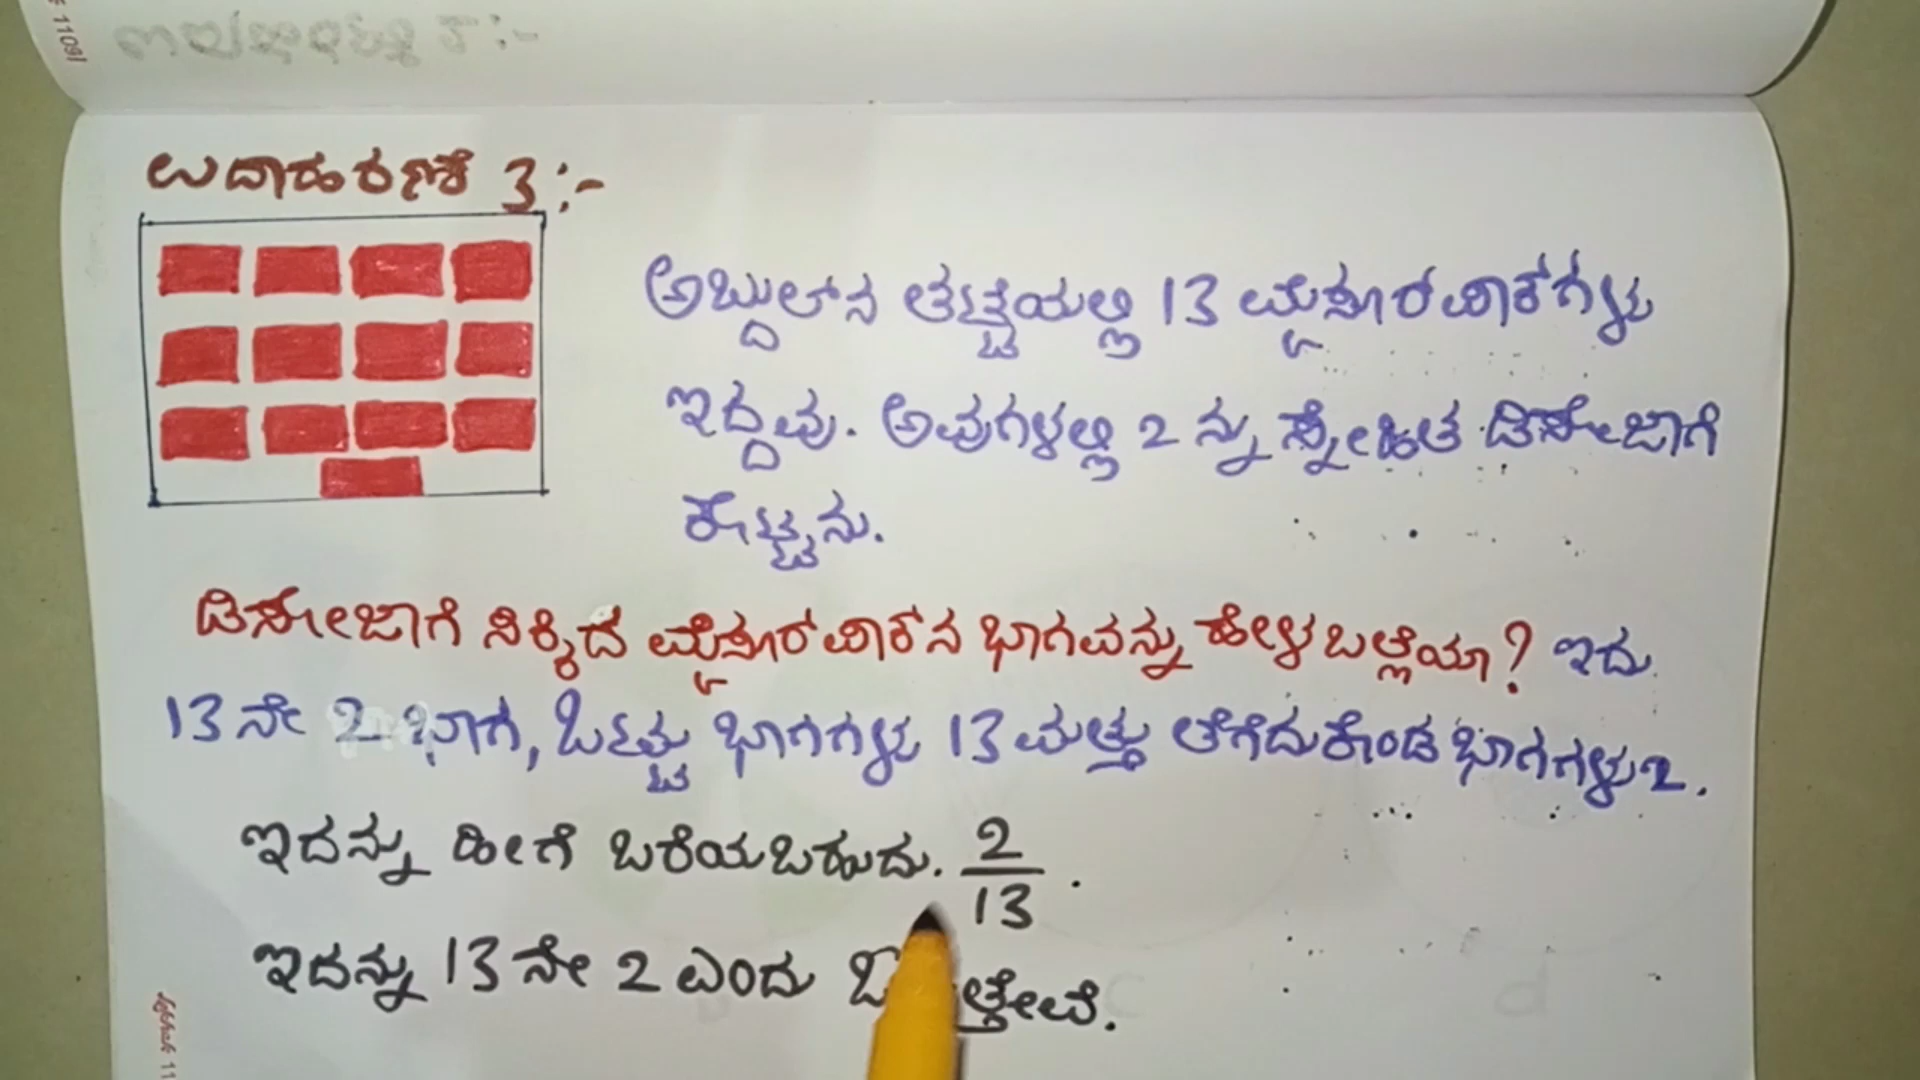 ಉದಾಹರಣೆ 3:-
ಅಬ್ದುಲ್‌ನ ತಟ್ಟೆಯಲ್ಲಿ 13 ಮೈಸೂರ್‌ಪಾಕ್‌ಗಳು
ಇದ್ದವು. ಅವುಗಳಲ್ಲಿ 2 ನ್ನು ಸ್ನೇಹಿತ ಡಿಸೋಜಾಗೆ
ಕೊಟ್ಟನು.
ಡಿಸೋಜಾಗೆ ಸಿಕ್ಕಿದ ಮೈಸೂರ್‌ಪಾಕ್‌ನ ಭಾಗವನ್ನು ಹೇಳಬಲ್ಲೆಯಾ? ಇದು
13 ನೇ 2 ಭಾಗ, ಒಟ್ಟು ಭಾಗಗಳು 13 ಮತ್ತು ತೆಗೆದುಕೊಂಡ ಭಾಗಗಳು 2.
ಇದನ್ನು ಹೀಗೆ ಬರೆಯಬಹುದು. 2/13.
ಇದನ್ನು 13 ನೇ 2 ಎಂದು